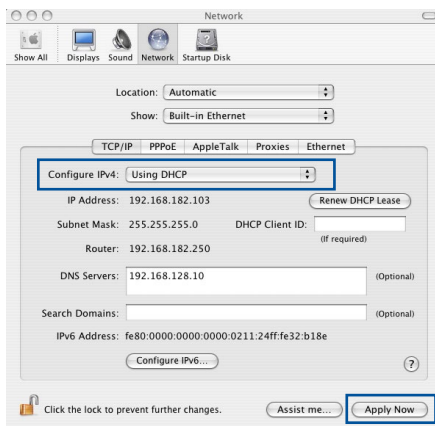 Network
Show All Displays Sound Network Startup Disk
Location: Automatic
Show: Built-in Ethernet
TCP/IP PPPoE AppleTalk Proxies Ethernet
Configure IPv4: Using DHCP
IP Address: 192.168.182.103 Renew DHCP Lease
Subnet Mask: 255.255.255.0 DHCP Client ID:
(If required)
Router: 192.168.182.250
DNS Servers: 192.168.128.10 (Optional)
Search Domains: (Optional)
IPv6 Address: fe80:0000:0000:0000:0211:24ff:fe32:b18e
Configure IPv6... ?
Click the lock to prevent further changes. Assist me... Apply Now